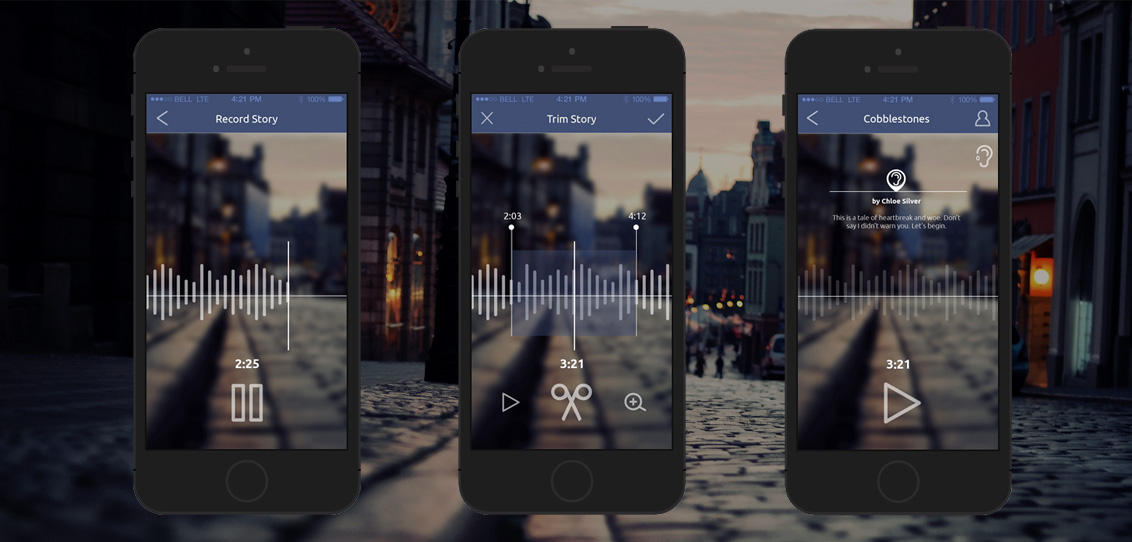 BELL LTE 4:21 PM 100%
Record Story
2:25
BELL LTE 4:21 PM 100%
Trim Story
2:03 4:12
3:21
BELL LTE 4:21 PM 100%
Cobblestones
by Chloe Silver
This is a tale of heartbreak and woe. Don't
say I didn't warn you. Let's begin.
3:21